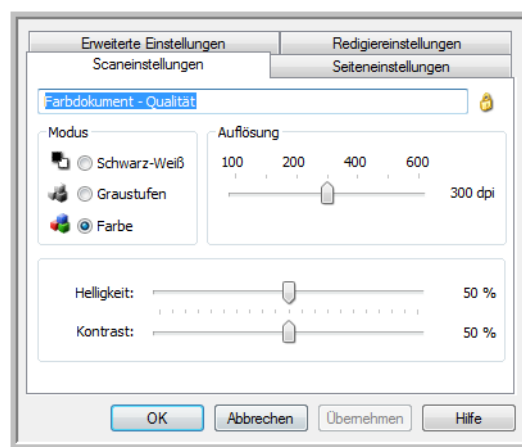 Erweiterte Einstellungen Redigiereinstellungen
Scaneinstellungen Seiteneinstellungen
Farbdokument - Qualität
Modus Auflösung
Schwarz-Weiß 100 200 400 600
Graustufen 300 dpi
Farbe
Helligkeit: 50 %
Kontrast: 50 %
OK Abbrechen Übernehmen Hilfe